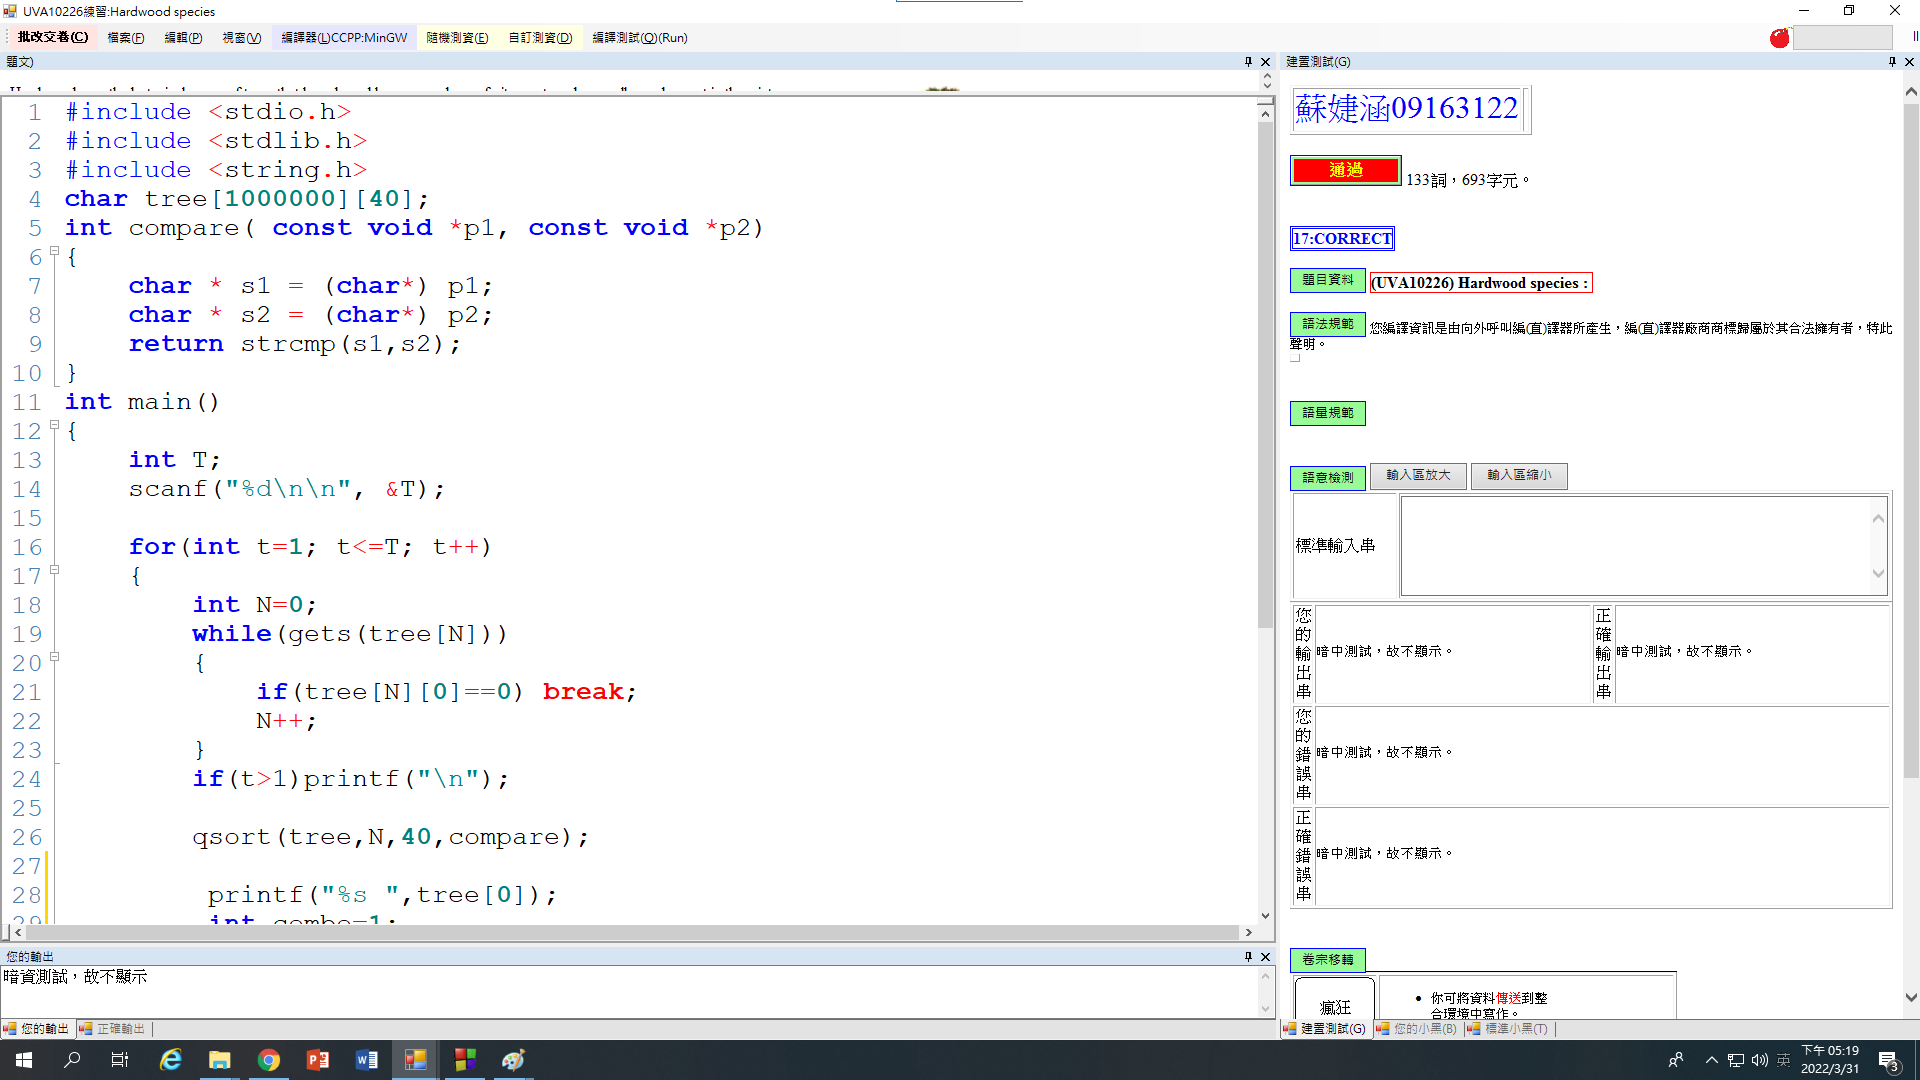 UVA10226練習:Hardwood species
批改交卷(C) 檔案(F) 編輯(P) 視窗(V) 編譯器(L)CCPP:MinGW 隨機測資(E) 自訂測資(D) 編譯測試(Q)(Run)
題文)
1 #include <stdio.h>
2 #include <stdlib.h>
3 #include <string.h>
4 char tree[1000000][40];
5 int compare( const void *p1, const void *p2)
6 {
7 char * s1 = (char*) p1;
8 char * s2 = (char*) p2;
9 return strcmp(s1,s2);
10 }
11 int main()
12 {
13 int T;
14 scanf("%d\n\n", &T);
15
16 for(int t=1; t<=T; t++)
17 {
18 int N=0;
19 while(gets(tree[N]))
20 {
21 if(tree[N][0]==0) break;
22 N++;
23 }
24 if(t>1)printf("\n");
25
26 qsort(tree,N,40,compare);
27
28 printf("%s ",tree[0]);
29 int combo=1;
您的輸出
暗資測試，故不顯示
您的輸出 正確輸出
建置測試(G)
蘇婕涵09163122
通過 133詞，693字元。
17:CORRECT
題目資料 (UVA10226) Hardwood species :
語法規範 您編譯資訊是由向外呼叫編(直)譯器所產生，編(直)譯器廠商商標歸屬於其合法擁有者，特此
聲明。
語量規範
語意檢測 輸入區放大 輸入區縮小
標準輸入串
您的輸出串 暗中測試，故不顯示。 正確輸出串 暗中測試，故不顯示。
您的錯誤串 暗中測試，故不顯示。
正確錯誤串 暗中測試，故不顯示。
卷宗移轉
瘋狂
你可將資料傳送到整
合環境中寫作。
建置測試(G) 您的小黑(B) 標準小黑(T)
英
下午 05:19
2022/3/31
3